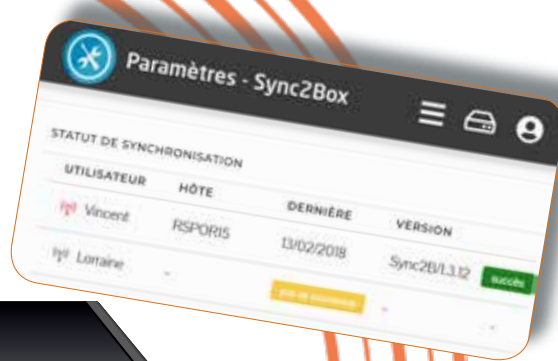 Paramètres - Sync2Box
STATUT DE SYNCHRONISATION
UTILISATEUR HÔTE DERNIÈRE VERSION
Vincent RSPOR15 13/02/2018 Sync2B/1.3.12 succès
Lorraine - - -